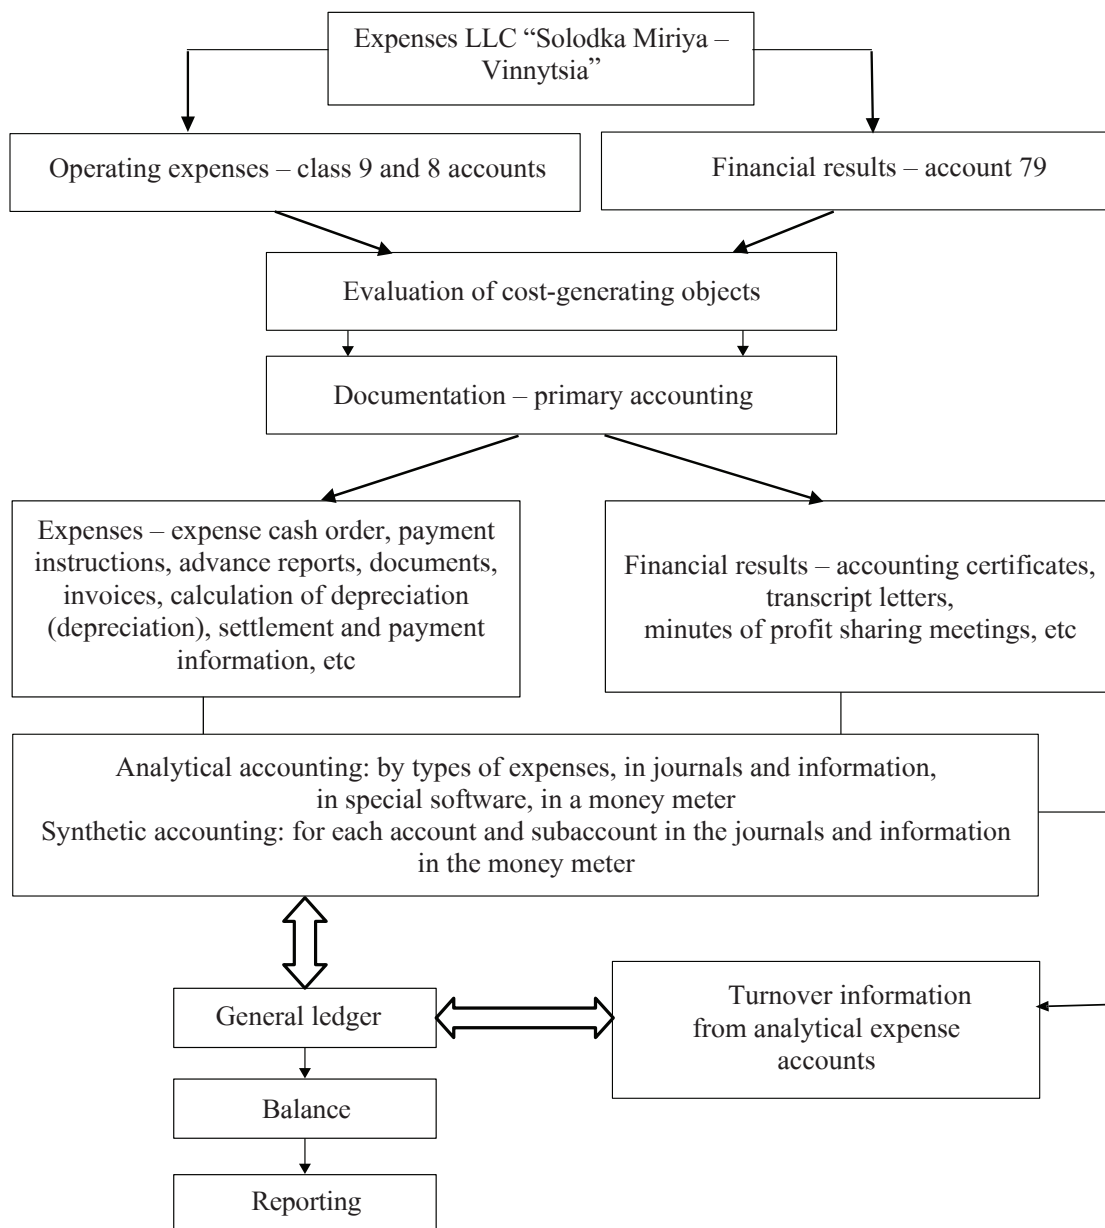 Expenses LLC “Solodka Miriya –
Vinnytsia”
Operating expenses – class 9 and 8 accounts
Financial results – account 79
Evaluation of cost-generating objects
Documentation – primary accounting
Expenses – expense cash order, payment
instructions, advance reports, documents,
invoices, calculation of depreciation
(depreciation), settlement and payment
information, etc
Financial results – accounting certificates,
transcript letters,
minutes of profit sharing meetings, etc
Analytical accounting: by types of expenses, in journals and information,
in special software, in a money meter
Synthetic accounting: for each account and subaccount in the journals and information
in the money meter
General ledger
Turnover information
from analytical expense
accounts
Balance
Reporting